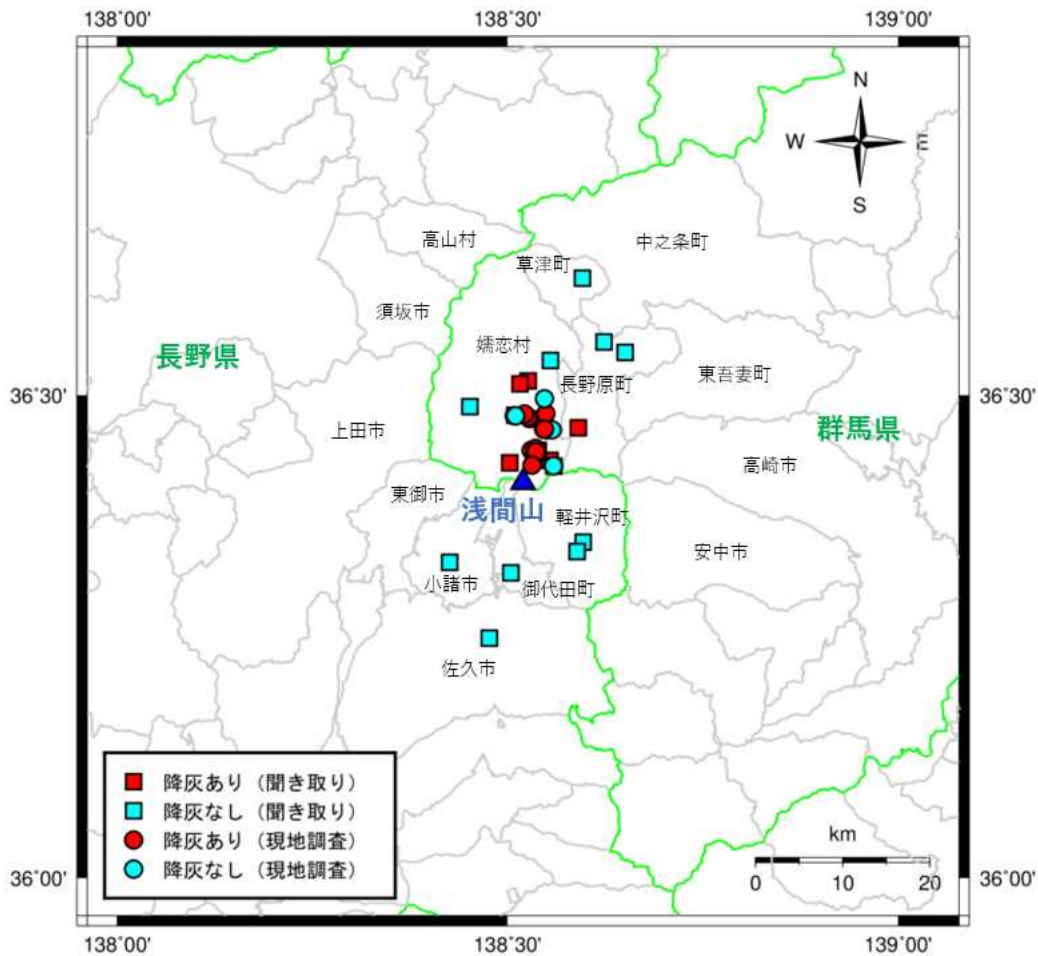 138°00' 138°30' 139°00'
N
W E
S
高山村
中之条町
草津町
須坂市
嬬恋村
長野県
長野原町
東吾妻町
36°30' 36°30'
上田市
群馬県
高崎市
東御市
浅間山
軽井沢町
安中市
小諸市
御代田町
佐久市
降灰あり（聞き取り）
降灰なし（聞き取り）
降灰あり（現地調査）
降灰なし（現地調査）
km
0 10 20
36°00' 36°00'
138°00' 138°30' 139°00'